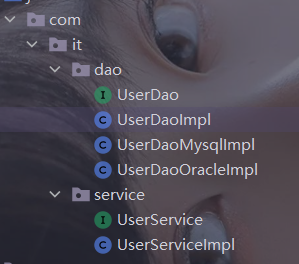 com
it
dao
UserDao
UserDaoImpl
UserDaoMysqlImpl
UserDaoOracleImpl
service
UserService
UserServiceImpl